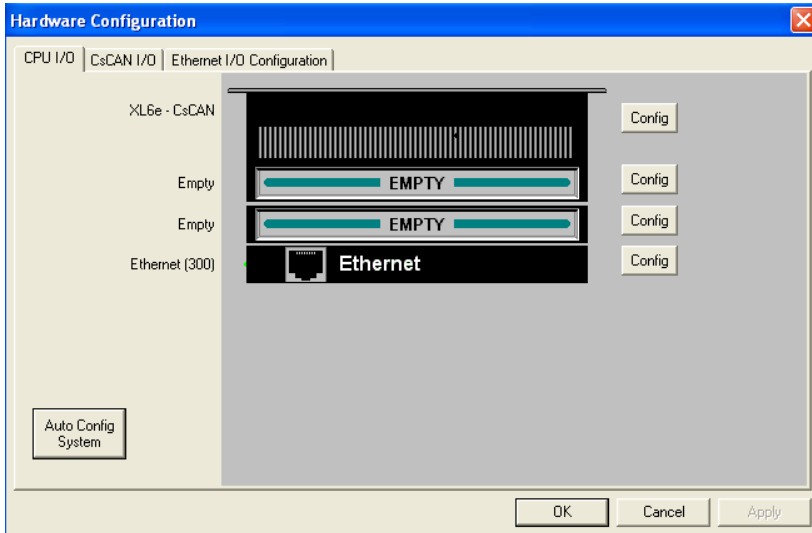 Hardware Configuration
CPU I/O CsCAN I/O Ethernet I/O Configuration
XL6e - CsCAN Config
Empty EMPTY Config
Empty EMPTY Config
Ethernet (300) Ethernet Config
Auto Config
System
OK Cancel Apply